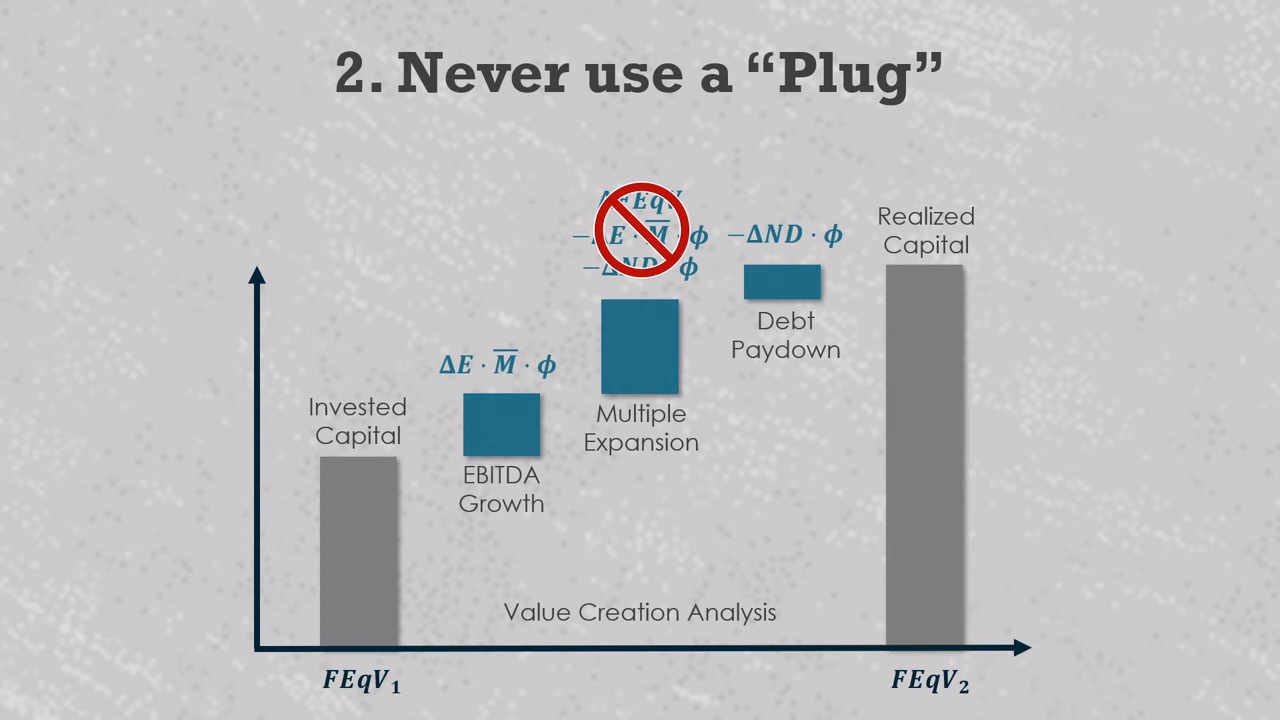 2. Never use a “Plug”
Realized
Capital
−ΔND · ϕ
Debt
Paydown
ΔE · M̅ · ϕ
Multiple
Expansion
Invested
Capital
EBITDA
Growth
Value Creation Analysis
FEqV₁
FEqV₂